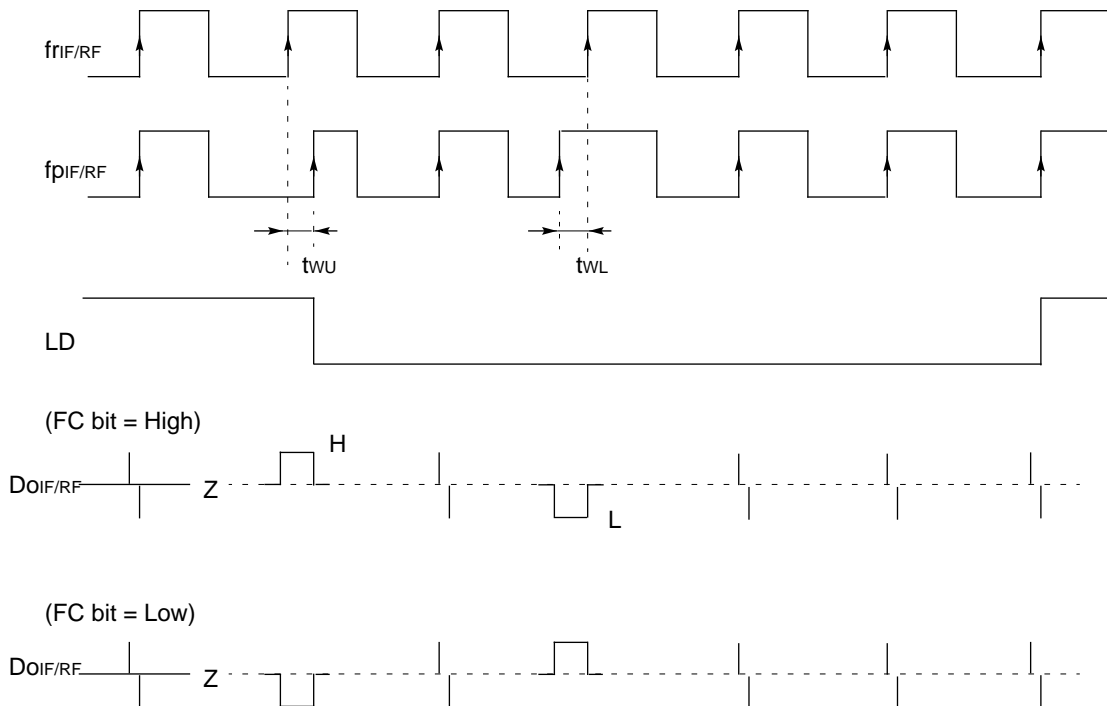 frIF/RF
fpIF/RF
tWU
tWL
LD
(FC bit = High)
H
DoIF/RF
Z
L
(FC bit = Low)
DoIF/RF
Z